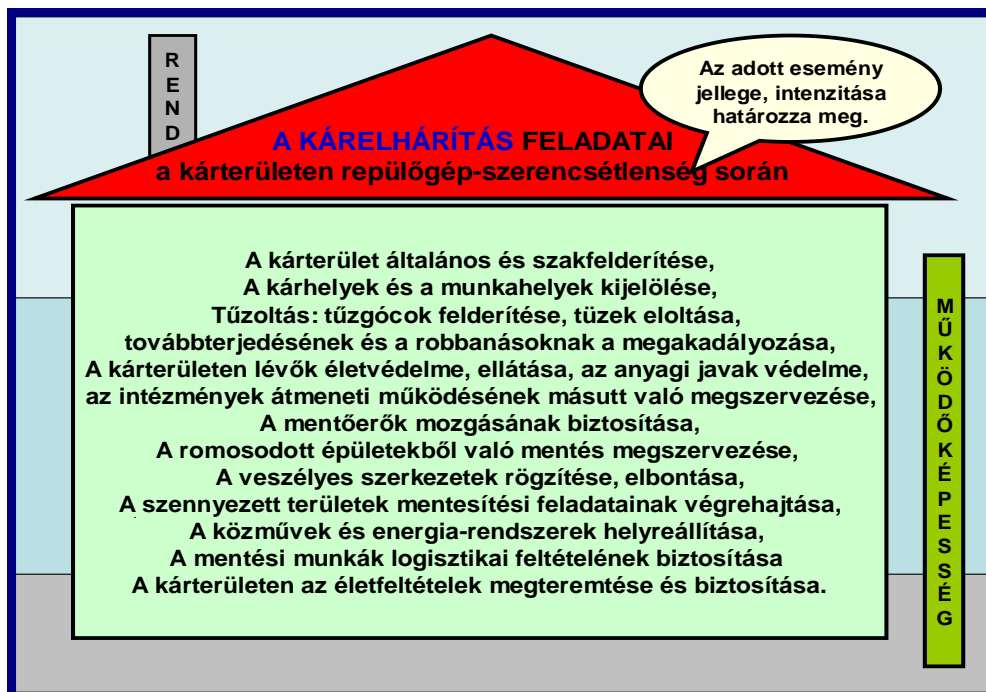 REND
Az adott esemény
jellege, intenzitása
határozza meg.
A KÁRELHÁRÍTÁS FELADATAI
a kárterületen repülőgép-szerencsétlenség során
A kárterület általános és szakfelderítése,
A kárhelyek és a munkahelyek kijelölése,
Tűzoltás: tűzgócok felderítése, tüzek eloltása,
továbbterjedésének és a robbanásoknak a megakadályozása,
A kárterületen lévők életvédelme, ellátása, az anyagi javak védelme,
az intézmények átmeneti működésének másutt való megszervezése,
A mentőerők mozgásának biztosítása,
A romosodott épületekből való mentés megszervezése,
A veszélyes szerkezetek rögzítése, elbontása,
A szennyezett területek mentesítési feladatainak végrehajtása,
A közművek és energia-rendszerek helyreállítása,
A mentési munkák logisztikai feltételének biztosítása
A kárterületen az életfeltételek megteremtése és biztosítása.
MŰKÖDŐKÉPESSÉG